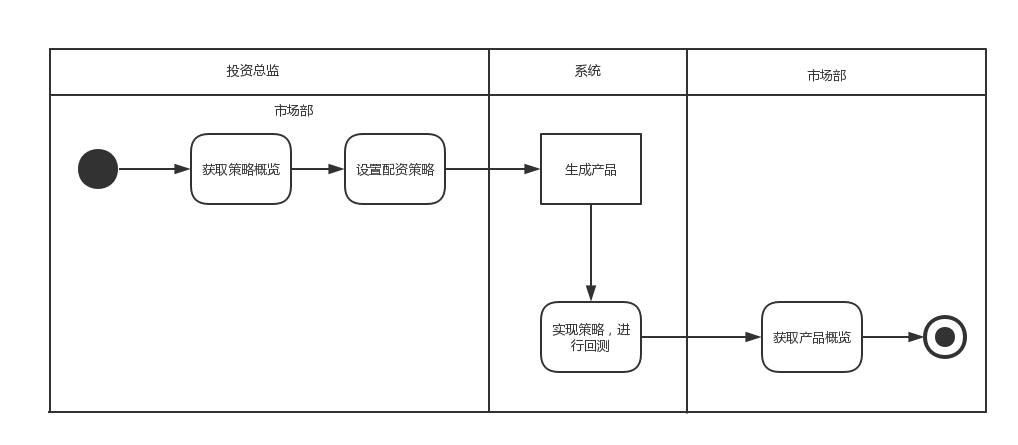 投资总监
系统
市场部
市场部
获取策略概览
设置配资策略
生成产品
实现策略，进
行回测
获取产品概览